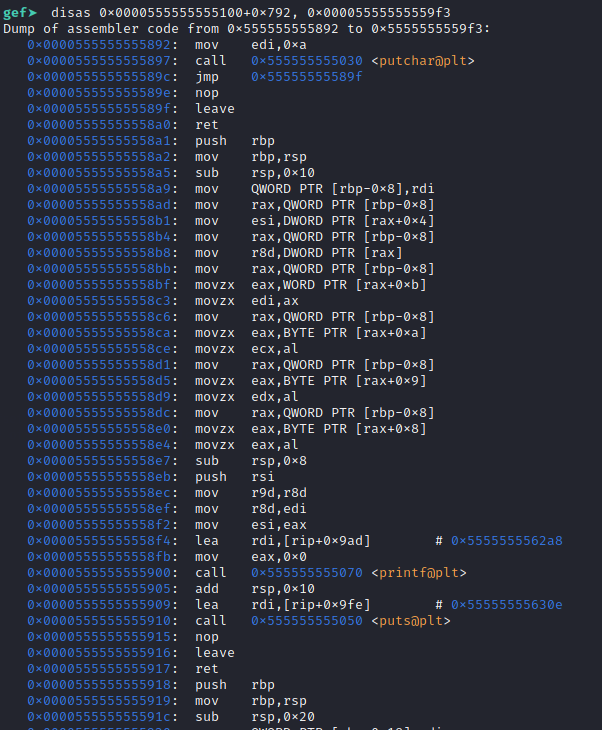 gef➤  disas 0×0000555555555100+0×792, 0×00005555555559f3
Dump of assembler code from 0×555555555892 to 0×5555555559f3:
   0×0000555555555892:	mov    edi,0×a
   0×0000555555555897:	call   0×555555555030 <putchar@plt>
   0×000055555555589c:	jmp    0×55555555589f
   0×000055555555589e:	nop
   0×000055555555589f:	leave
   0×00005555555558a0:	ret
   0×00005555555558a1:	push   rbp
   0×00005555555558a2:	mov    rbp,rsp
   0×00005555555558a5:	sub    rsp,0×10
   0×00005555555558a9:	mov    QWORD PTR [rbp-0×8],rdi
   0×00005555555558ad:	mov    rax,QWORD PTR [rbp-0×8]
   0×00005555555558b1:	mov    esi,DWORD PTR [rax+0×4]
   0×00005555555558b4:	mov    rax,QWORD PTR [rbp-0×8]
   0×00005555555558b8:	mov    r8d,DWORD PTR [rax]
   0×00005555555558bb:	mov    rax,QWORD PTR [rbp-0×8]
   0×00005555555558bf:	movzx  eax,WORD PTR [rax+0×b]
   0×00005555555558c3:	movzx  edi,ax
   0×00005555555558c6:	mov    rax,QWORD PTR [rbp-0×8]
   0×00005555555558ca:	movzx  eax,BYTE PTR [rax+0×a]
   0×00005555555558ce:	movzx  ecx,al
   0×00005555555558d1:	mov    rax,QWORD PTR [rbp-0×8]
   0×00005555555558d5:	movzx  eax,BYTE PTR [rax+0×9]
   0×00005555555558d9:	movzx  edx,al
   0×00005555555558dc:	mov    rax,QWORD PTR [rbp-0×8]
   0×00005555555558e0:	movzx  eax,BYTE PTR [rax+0×8]
   0×00005555555558e4:	movzx  eax,al
   0×00005555555558e7:	sub    rsp,0×8
   0×00005555555558eb:	push   rsi
   0×00005555555558ec:	mov    r9d,r8d
   0×00005555555558ef:	mov    r8d,edi
   0×00005555555558f2:	mov    esi,eax
   0×00005555555558f4:	lea    rdi,[rip+0×9ad]        # 0×5555555562a8
   0×00005555555558fb:	mov    eax,0×0
   0×0000555555555900:	call   0×555555555070 <printf@plt>
   0×0000555555555905:	add    rsp,0×10
   0×0000555555555909:	lea    rdi,[rip+0×9fe]        # 0×55555555630e
   0×0000555555555910:	call   0×555555555050 <puts@plt>
   0×0000555555555915:	nop
   0×0000555555555916:	leave
   0×0000555555555917:	ret
   0×0000555555555918:	push   rbp
   0×0000555555555919:	mov    rbp,rsp
   0×000055555555591c:	sub    rsp,0×20